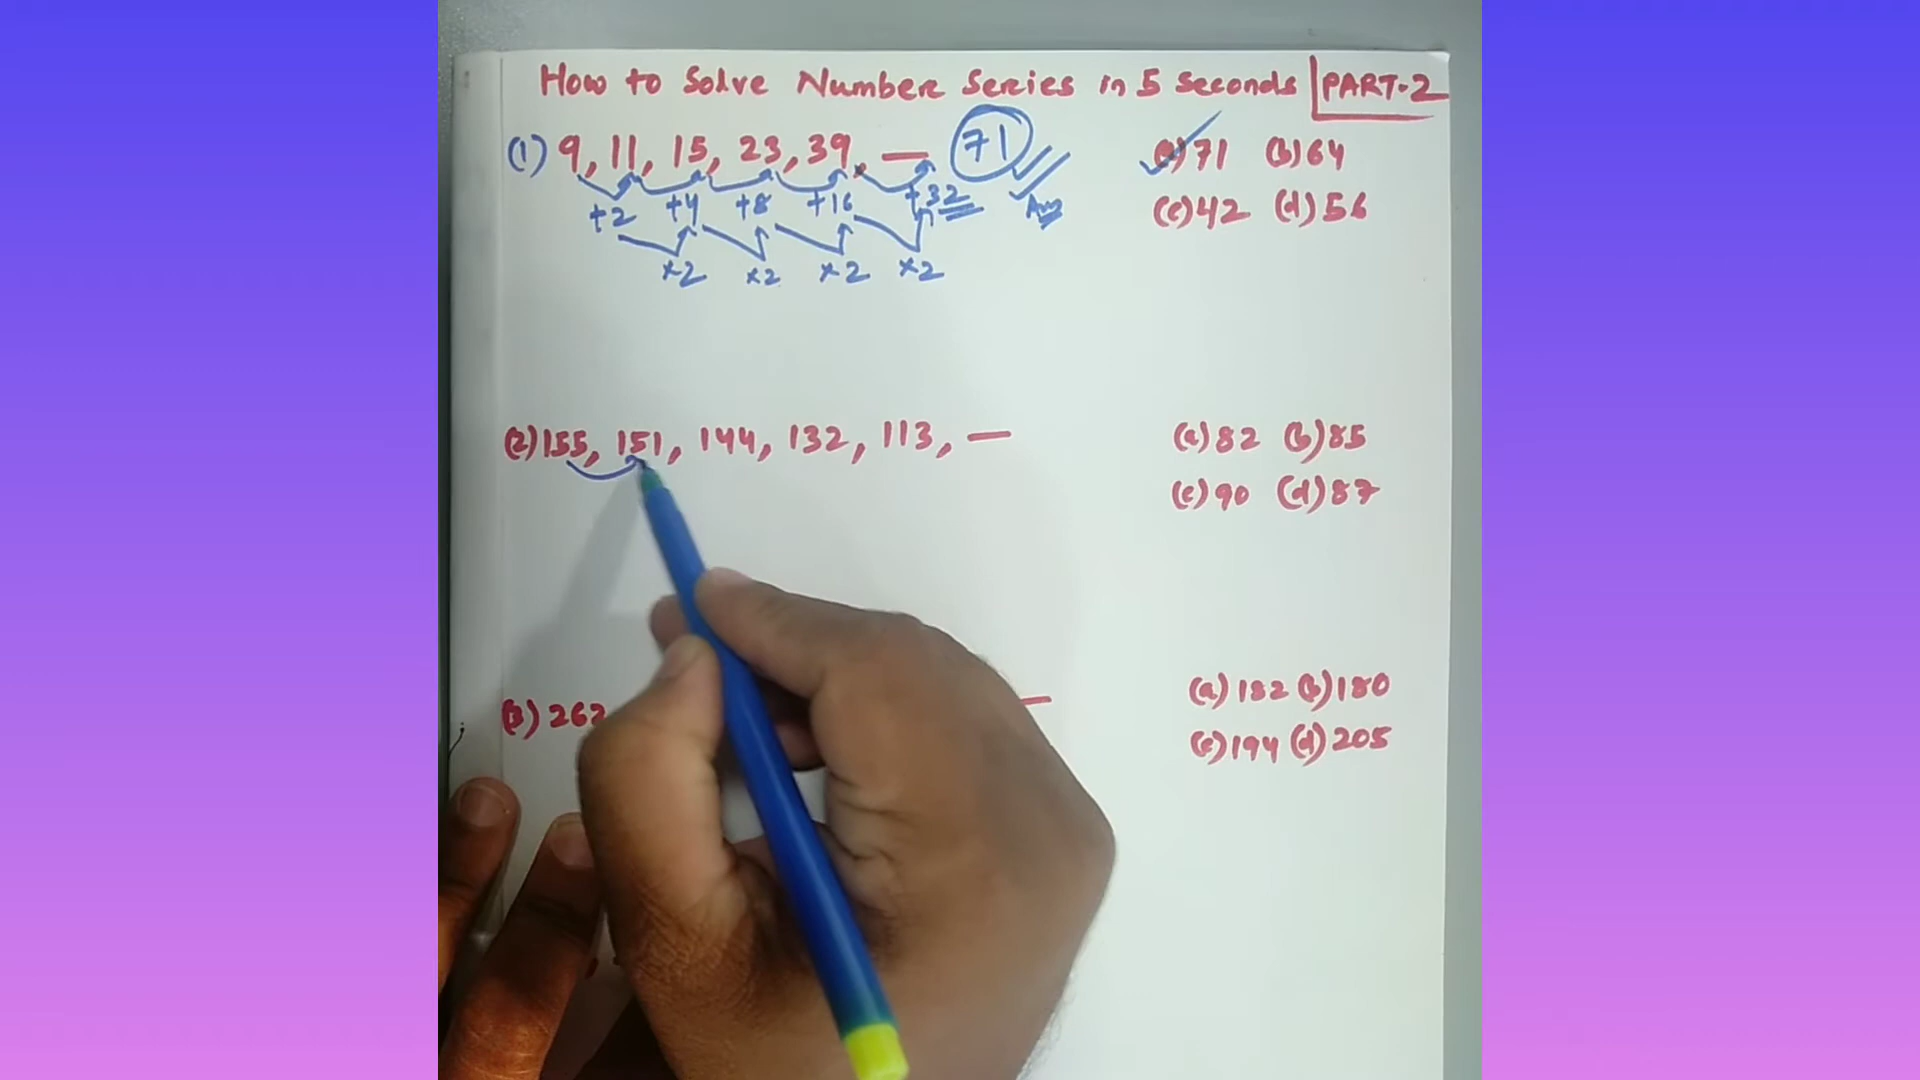 How to Solve Number Series in 5 Seconds PART-2
(1) 9, 11, 15, 23, 39, — 71
(a) 71 (b) 64
+2 +4 +8 +16 +32 Ans
(c) 42 (d) 56
×2 ×2 ×2 ×2
(2) 155, 151, 144, 132, 113, —
(a) 82 (b) 85
(c) 90 (d) 87
(3) 262 —
(a) 182 (b) 180
(c) 194 (d) 205